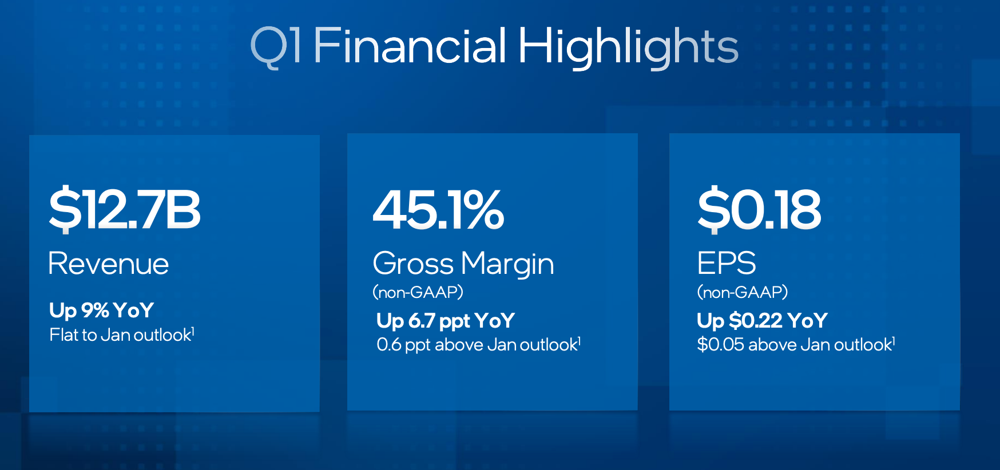 Q1 Financial Highlights
$12.7B
Revenue
Up 9% YoY
Flat to Jan outlook¹
45.1%
Gross Margin
(non-GAAP)
Up 6.7 ppt YoY
0.6 ppt above Jan outlook¹
$0.18
EPS
(non-GAAP)
Up $0.22 YoY
$0.05 above Jan outlook¹